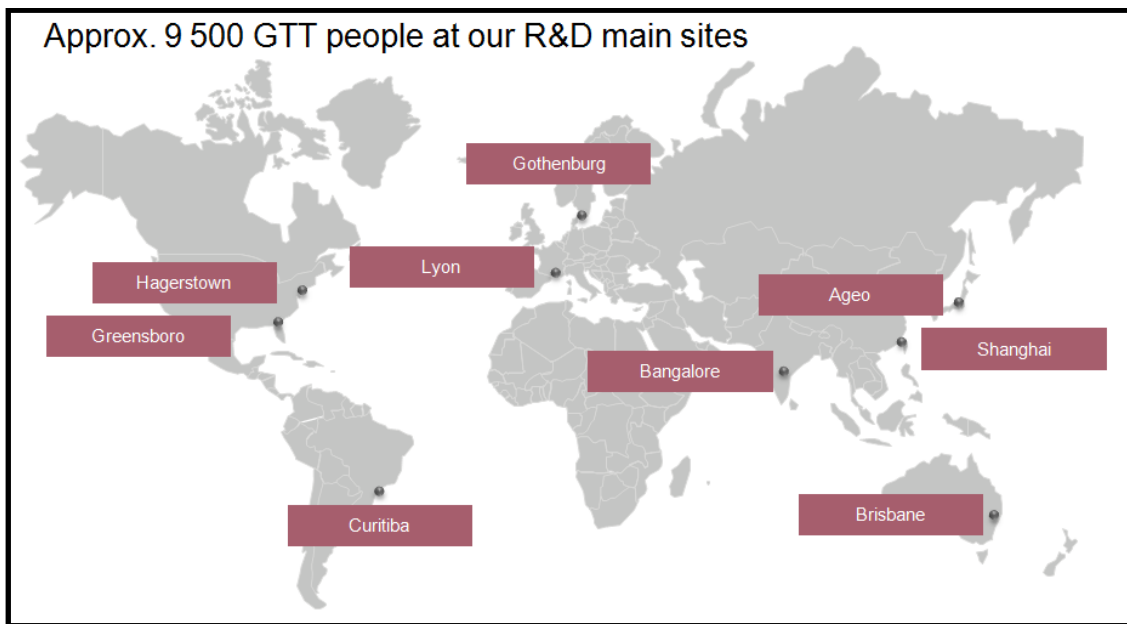 Approx. 9 500 GTT people at our R&D main sites
Gothenburg
Lyon
Hagerstown
Ageo
Greensboro
Shanghai
Bangalore
Curitiba
Brisbane